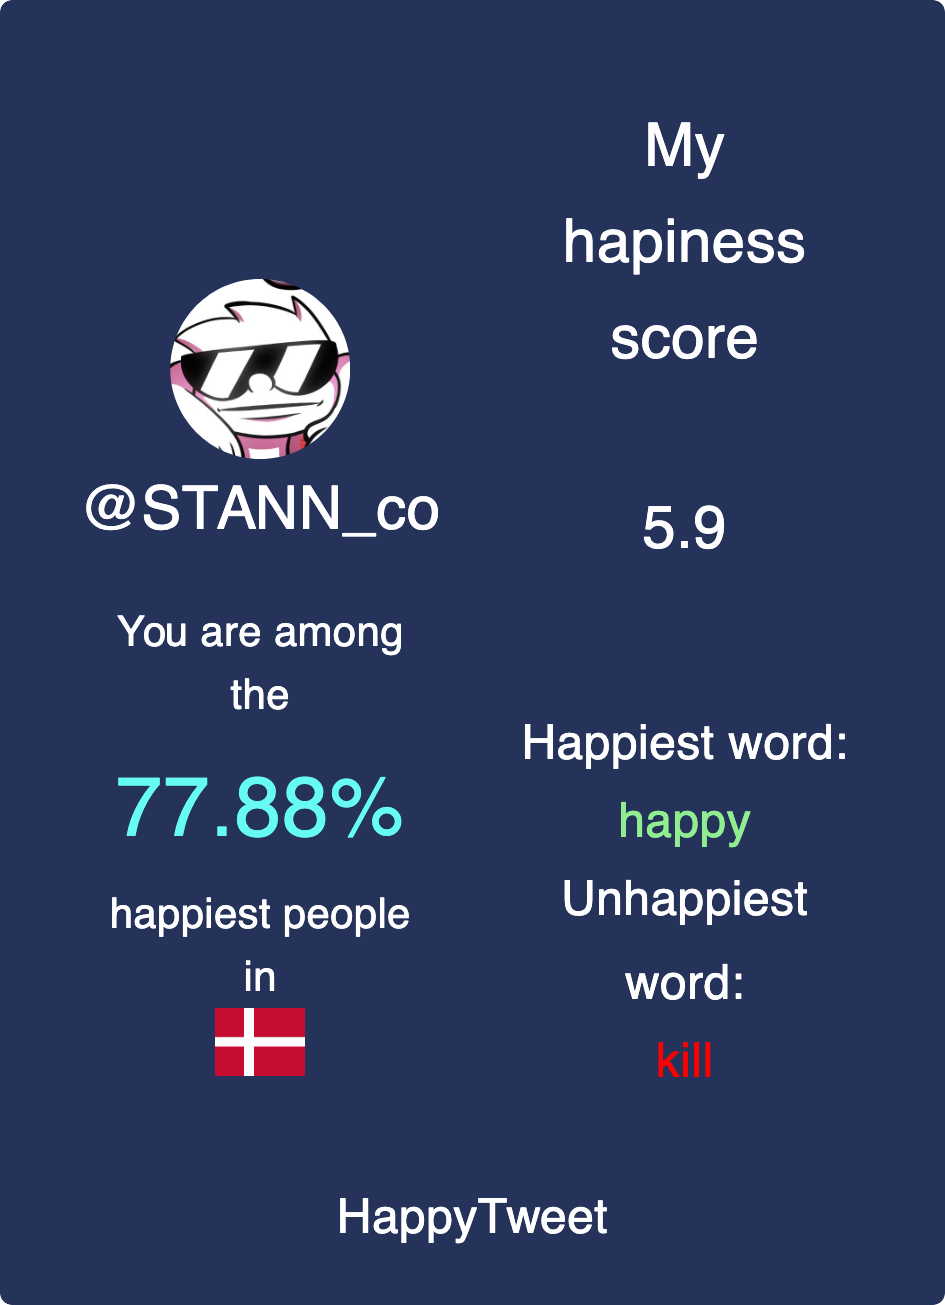 @STANN_co
You are among
the
77.88%
happiest people
in
My
hapiness
score
5.9
Happiest word:
happy
Unhappiest
word:
kill
HappyTweet